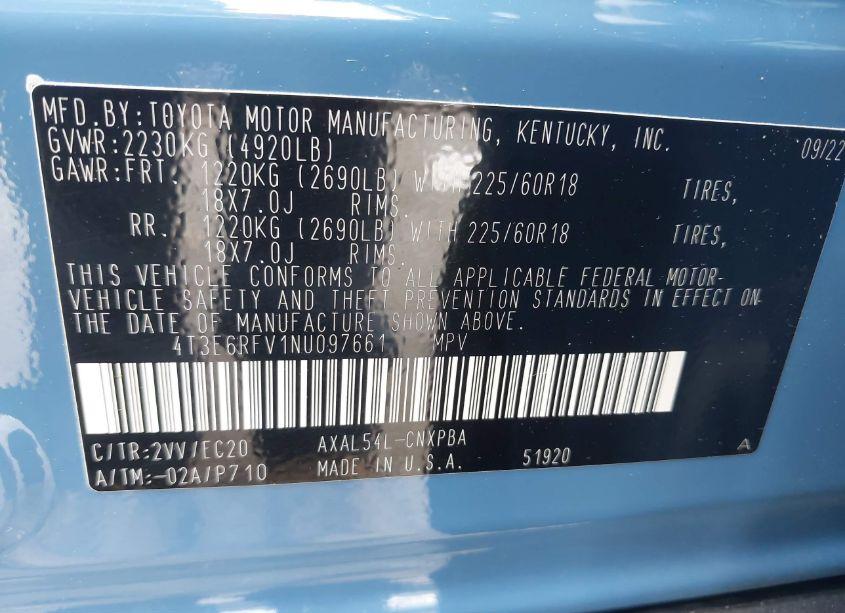 MFD.BY:TOYOTA MOTOR MANUFACTURING, KENTUCKY, INC. 09/22
GVWR:2230KG (4920LB)
GAWR:FRT. 1220KG (2690LB) WITH 225/60R18 TIRES,
18X7.0J RIMS.
RR. 1220KG (2690LB) WITH 225/60R18 TIRES,
18X7.0J RIMS.
THIS VEHICLE CONFORMS TO ALL APPLICABLE FEDERAL MOTOR-
VEHICLE SAFETY AND THEFT PREVENTION STANDARDS IN EFFECT ON
THE DATE OF MANUFACTURE SHOWN ABOVE.
4T3E6RFV1NU097661 MPV
C/TR:2VV/EC20 AXAL54L-CNXPBA
A/TM:-02A/P710 MADE IN U.S.A. 51920 A